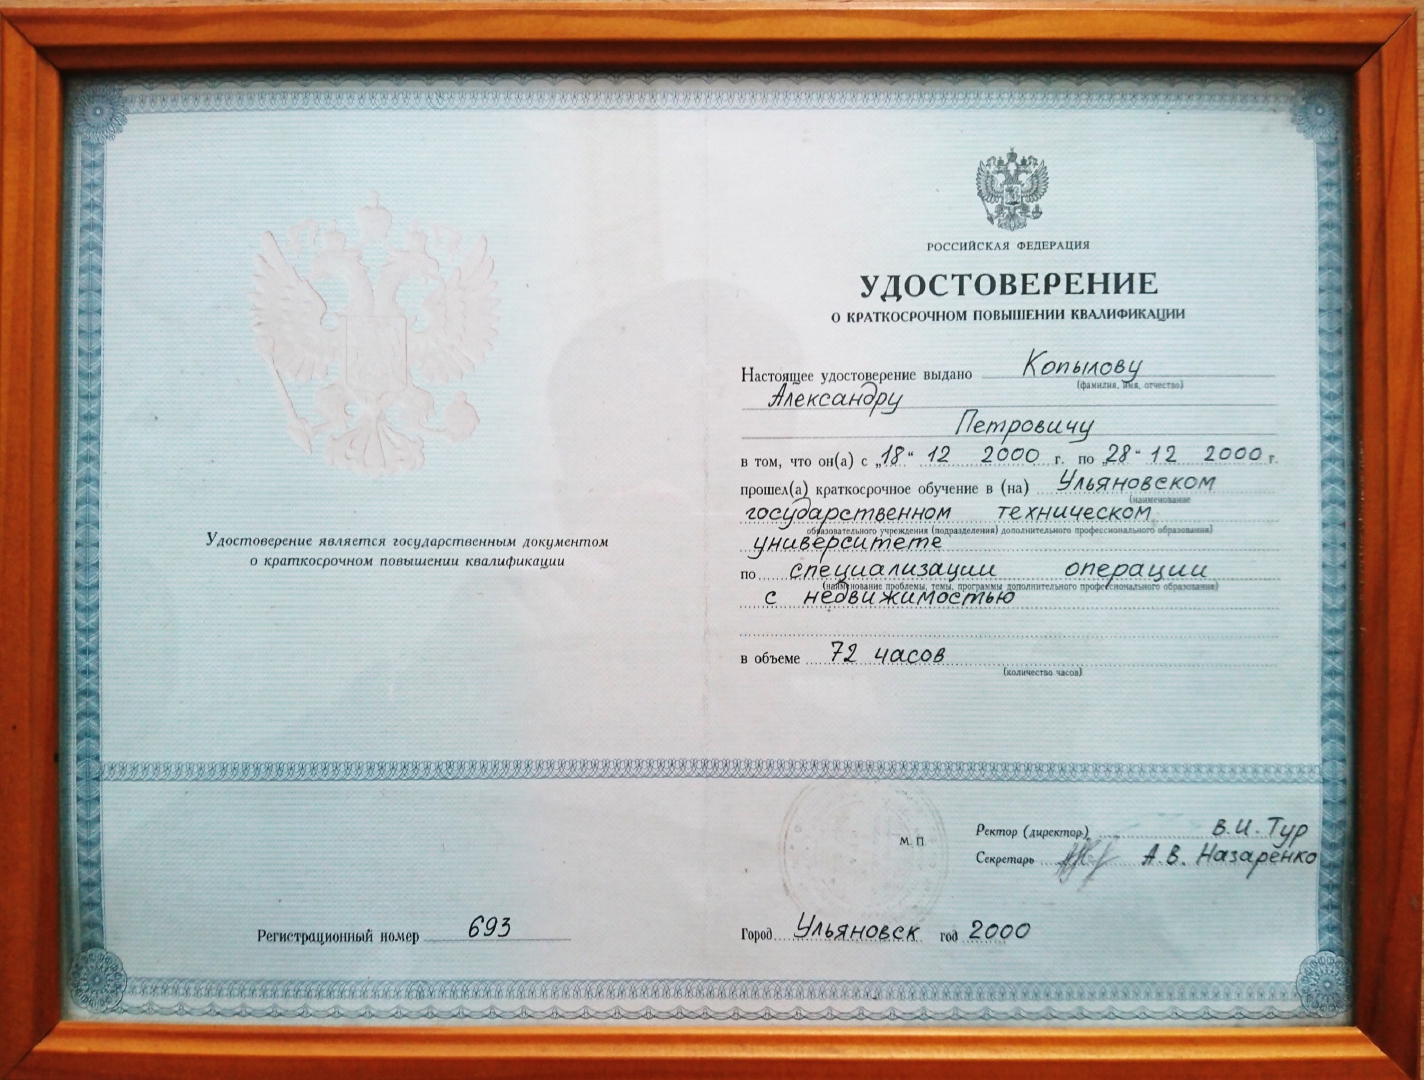 Удостоверение является государственным документом
о краткосрочном повышении квалификации
Регистрационный номер 693
РОССИЙСКАЯ ФЕДЕРАЦИЯ
УДОСТОВЕРЕНИЕ
О КРАТКОСРОЧНОМ ПОВЫШЕНИИ КВАЛИФИКАЦИИ
Настоящее удостоверение выдано Копылову
(фамилия, имя, отчество)
Александру
Петровичу
в том, что он(а) с „18“ 12 2000 г. по „28“ 12 2000 г.
прошел(а) краткосрочное обучение в (на) Ульяновском
(наименование
государственном техническом
образовательного учреждения (подразделения) дополнительного профессионального образования)
университете
по специализации операции
(наименование проблемы, темы, программы дополнительного профессионального образования)
с недвижимостью
в объеме 72 часов
(количество часов)
М. П.
Ректор (директор) В.И. Тур
Секретарь А.В. Назаренко
Город Ульяновск год 2000